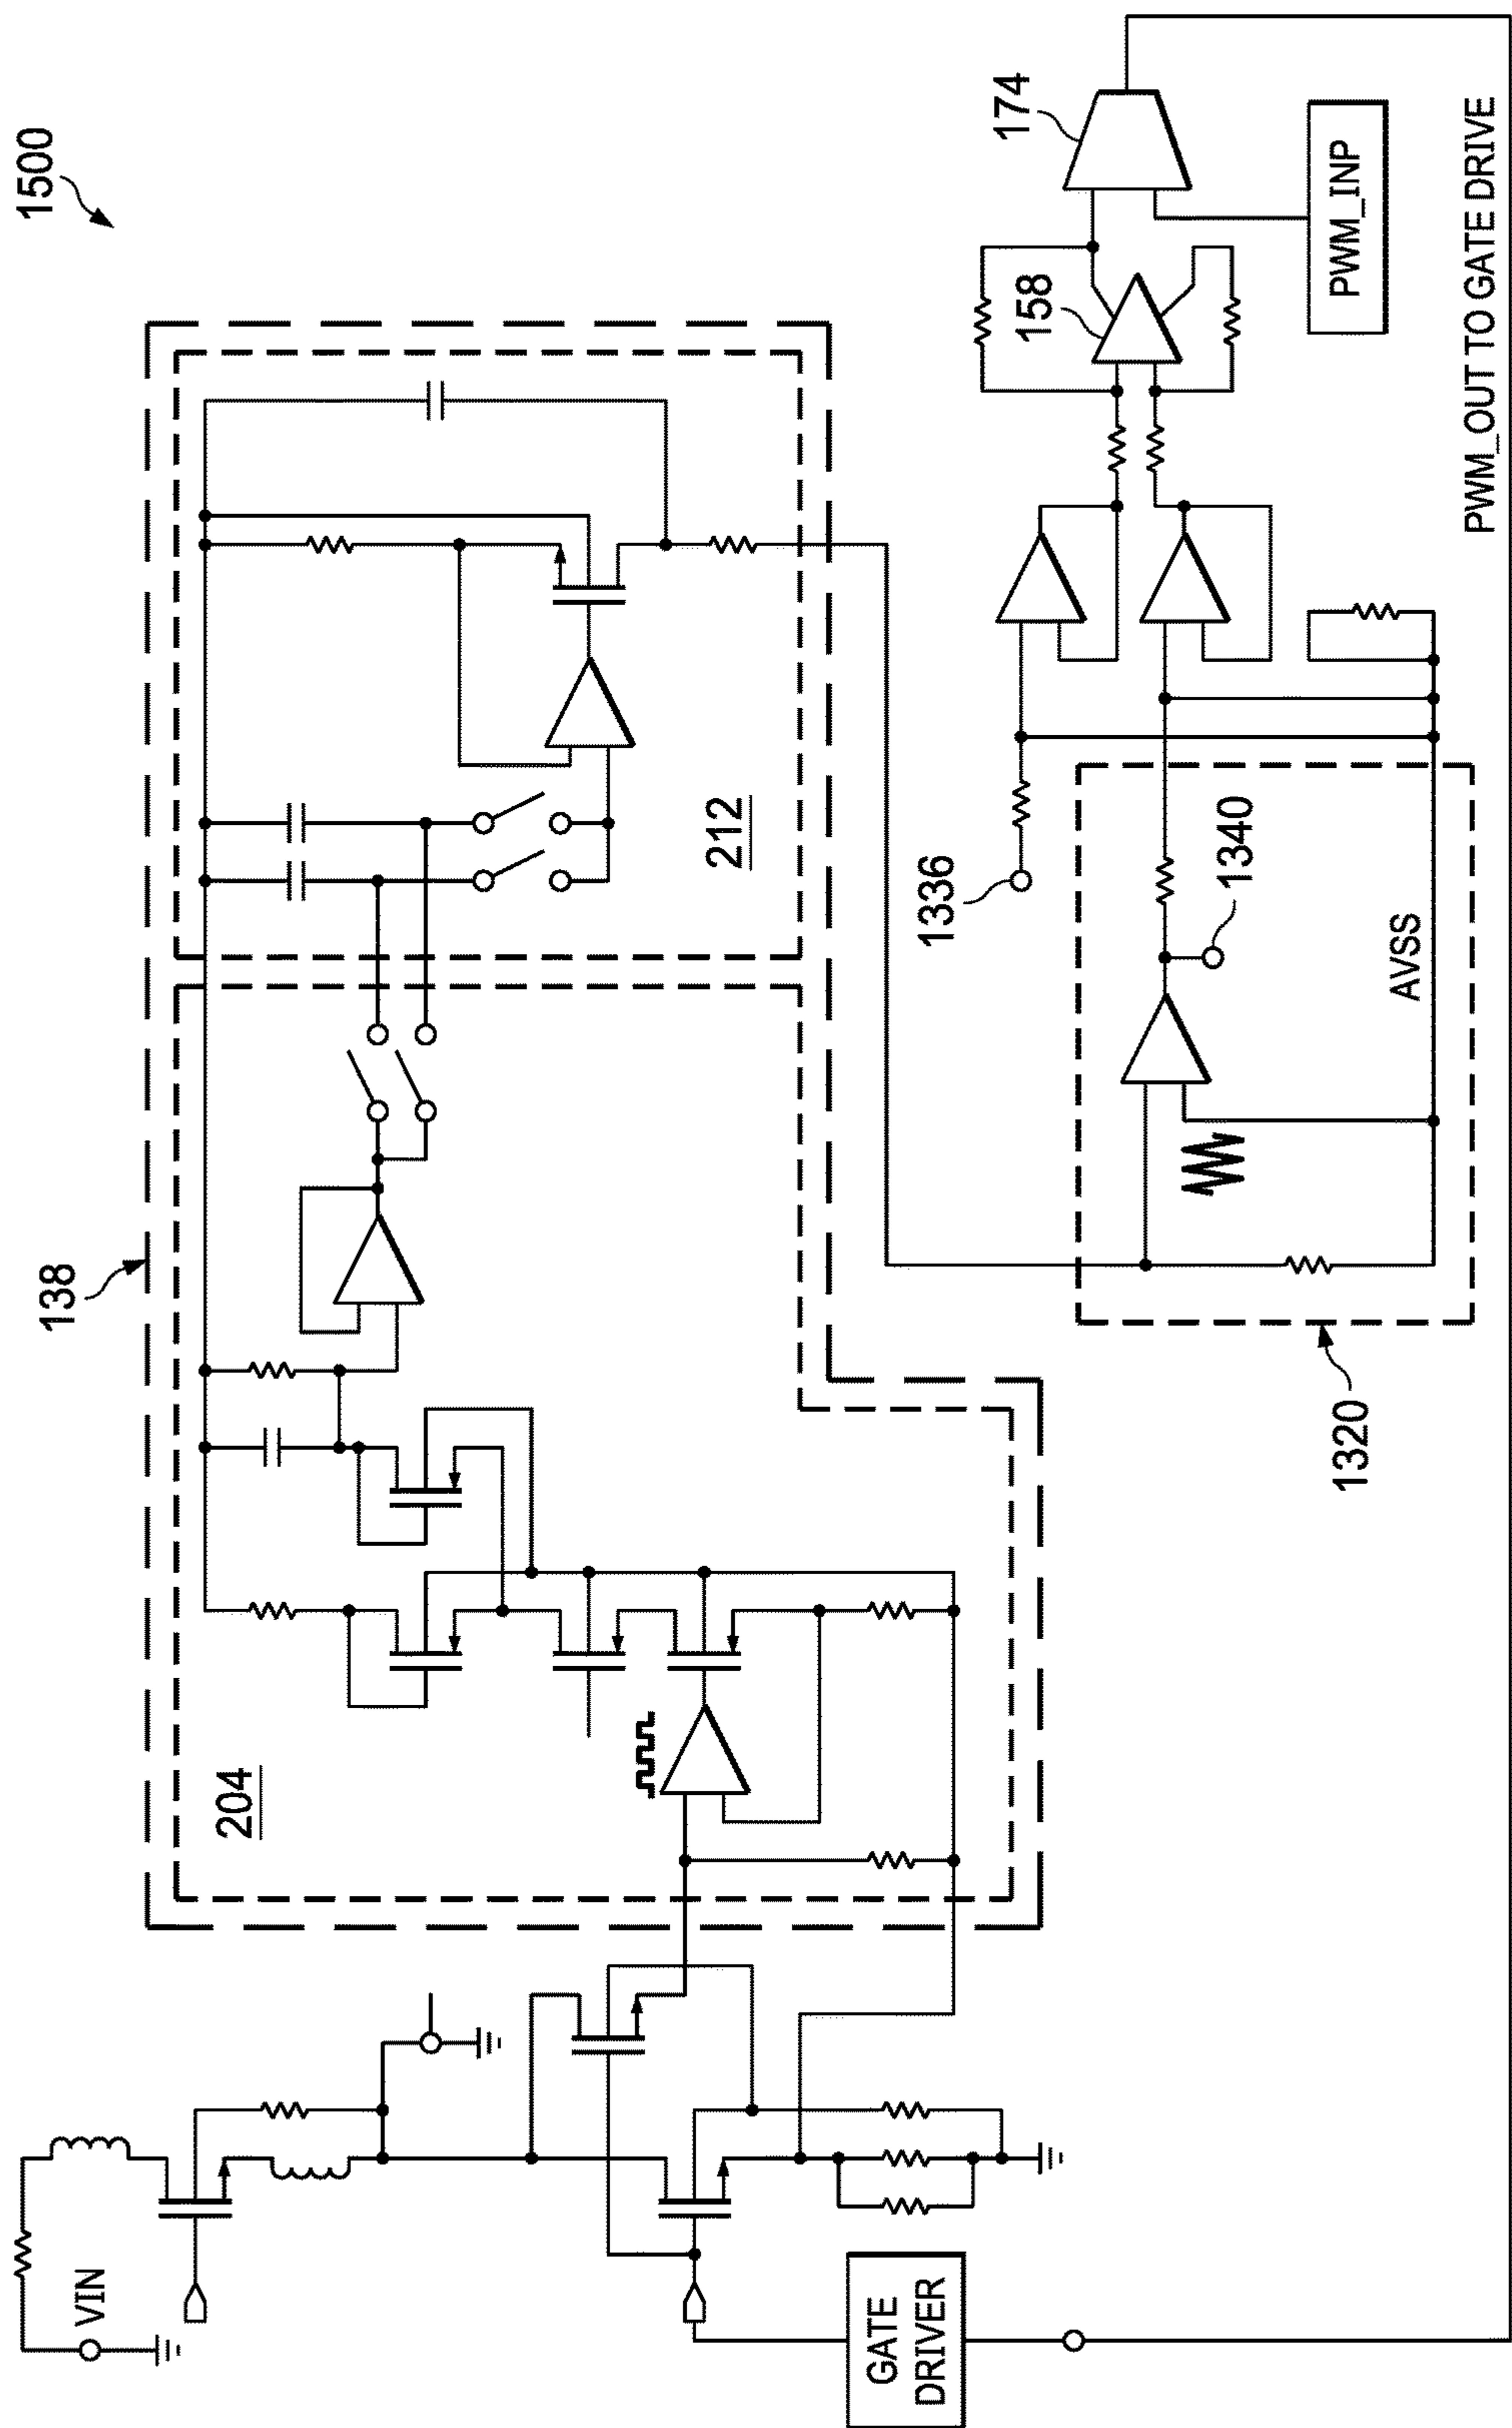 1500
138
204
212
VIN
GATE
DRIVER
1336
1340
1320
AVSS
158
174
PWM_INP
PWM_OUT TO GATE DRIVE